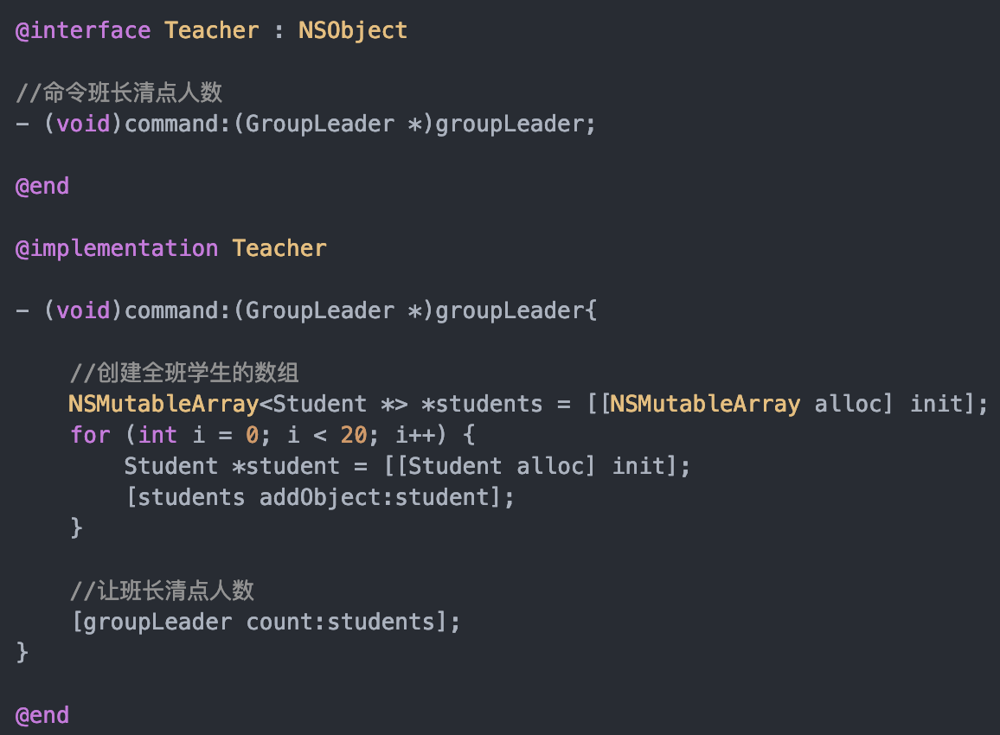 @interface Teacher : NSObject
//命令班长清点人数
- (void)command:(GroupLeader *)groupLeader;
@end
@implementation Teacher
- (void)command:(GroupLeader *)groupLeader{
//创建全班学生的数组
NSMutableArray<Student *> *students = [[NSMutableArray alloc] init];
for (int i = 0; i < 20; i++) {
Student *student = [[Student alloc] init];
[students addObject:student];
}
//让班长清点人数
[groupLeader count:students];
}
@end